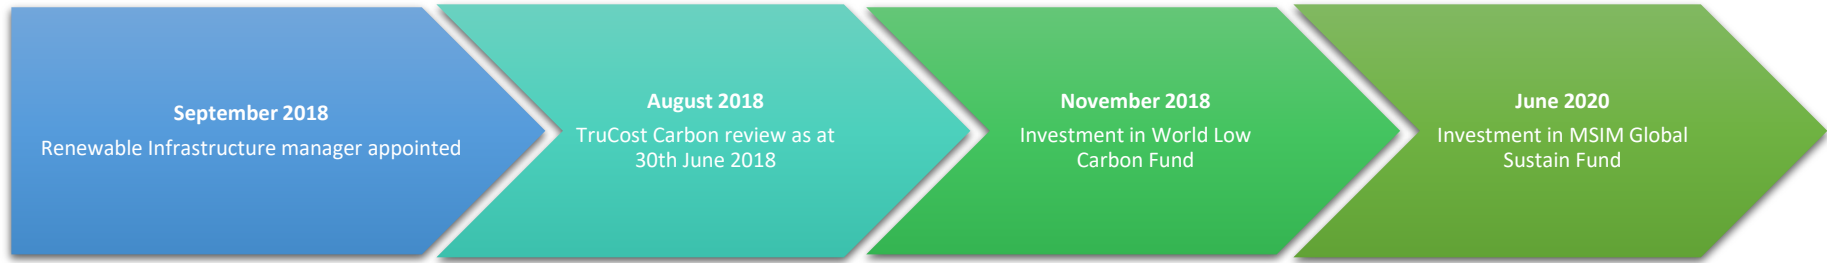 September 2018
Renewable Infrastructure manager appointed
August 2018
TruCost Carbon review as at
30th June 2018
November 2018
Investment in World Low
Carbon Fund
June 2020
Investment in MSIM Global
Sustain Fund